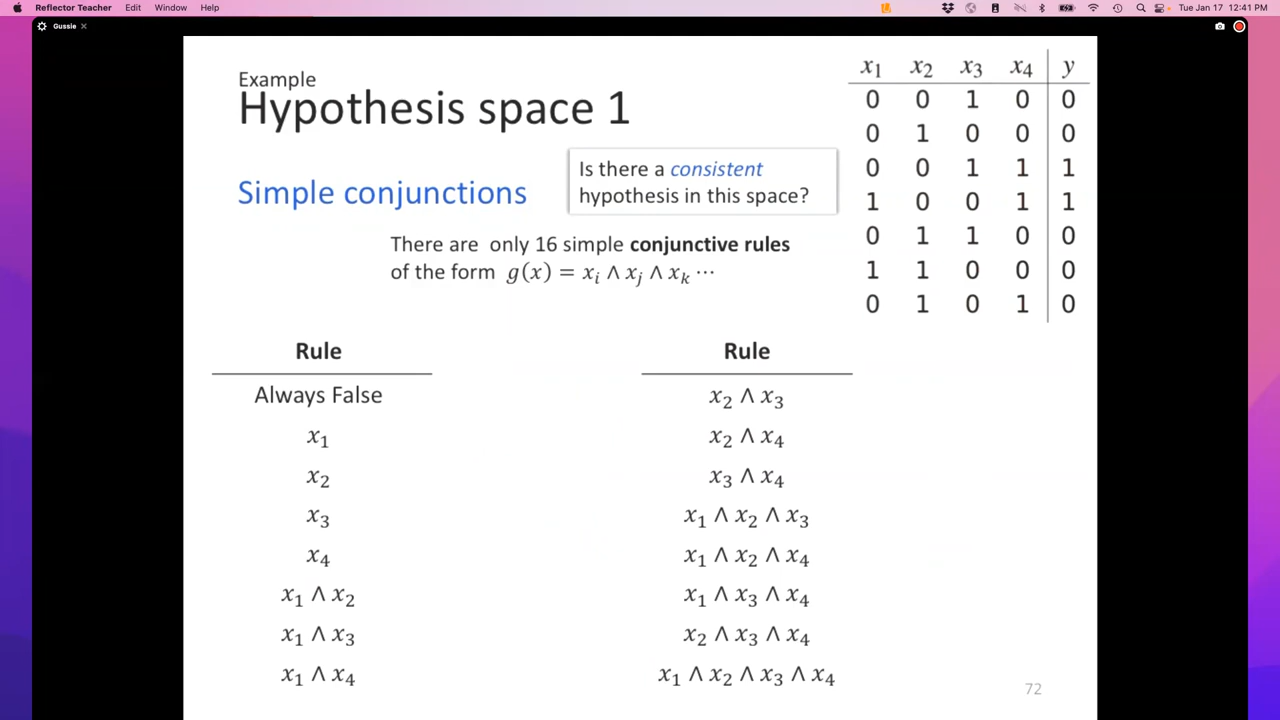 Reflector Teacher Edit Window Help
Tue Jan 17 12:41 PM
Gussie
Example
Hypothesis space 1
Simple conjunctions
Is there a consistent
hypothesis in this space?
There are only 16 simple conjunctive rules
of the form g(x) = xᵢ ∧ xⱼ ∧ xₖ ⋯
x₁ x₂ x₃ x₄ y
0 0 1 0 0
0 1 0 0 0
0 0 1 1 1
1 0 0 1 1
0 1 1 0 0
1 1 0 0 0
0 1 0 1 0
Rule
Always False
x₁
x₂
x₃
x₄
x₁ ∧ x₂
x₁ ∧ x₃
x₁ ∧ x₄
Rule
x₂ ∧ x₃
x₂ ∧ x₄
x₃ ∧ x₄
x₁ ∧ x₂ ∧ x₃
x₁ ∧ x₂ ∧ x₄
x₁ ∧ x₃ ∧ x₄
x₂ ∧ x₃ ∧ x₄
x₁ ∧ x₂ ∧ x₃ ∧ x₄
72